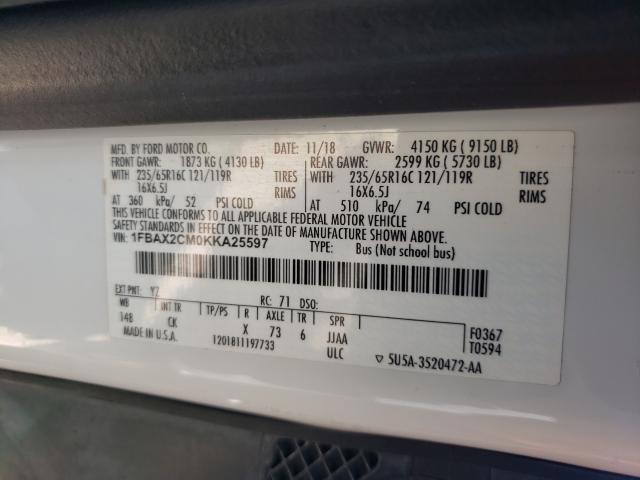 MFD. BY FORD MOTOR CO. DATE: 11/18 GVWR: 4150 KG ( 9150 LB)
FRONT GAWR: 1873 KG ( 4130 LB) REAR GAWR: 2599 KG ( 5730 LB)
WITH 235/65R16C 121/119R TIRES WITH 235/65R16C 121/119R TIRES
16X6.5J RIMS 16X6.5J RIMS
AT 360 kPa/ 52 PSI COLD AT 510 kPa/ 74 PSI COLD
THIS VEHICLE CONFORMS TO ALL APPLICABLE FEDERAL MOTOR VEHICLE
SAFETY STANDARDS IN EFFECT ON THE DATE OF MANUFACTURE SHOWN ABOVE.
VIN: 1FBAX2CM0KKA25597 TYPE: Bus (Not school bus)
EXT PNT: YZ RC: 71 DSO:
WB INT TR TP/PS R AXLE TR SPR F0367
148 CK X 73 6 JJAA T0594
MADE IN U.S.A. 1201811197733 ULC ▽ 5U5A-3520472-AA